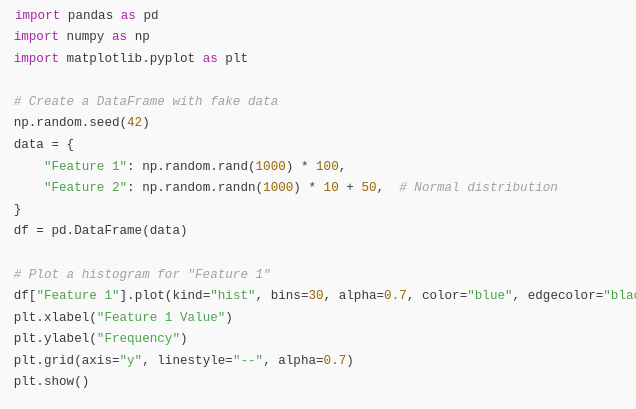 import pandas as pd
import numpy as np
import matplotlib.pyplot as plt

# Create a DataFrame with fake data
np.random.seed(42)
data = {
    "Feature 1": np.random.rand(1000) * 100,
    "Feature 2": np.random.randn(1000) * 10 + 50,  # Normal distribution
}
df = pd.DataFrame(data)

# Plot a histogram for "Feature 1"
df["Feature 1"].plot(kind="hist", bins=30, alpha=0.7, color="blue", edgecolor=
plt.xlabel("Feature 1 Value")
plt.ylabel("Frequency")
plt.grid(axis="y", linestyle="--", alpha=0.7)
plt.show()